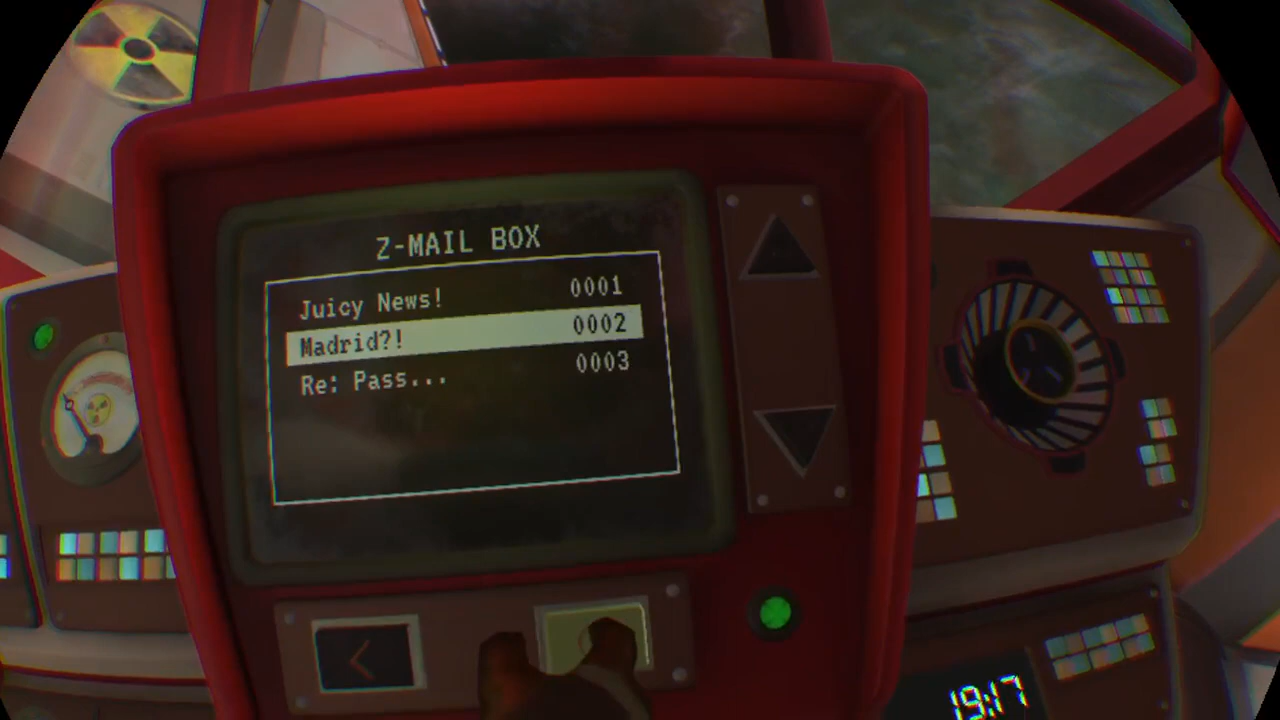 Z-MAIL BOX
Juicy News! 0001
Madrid?! 0002
Re: Pass... 0003
19:17